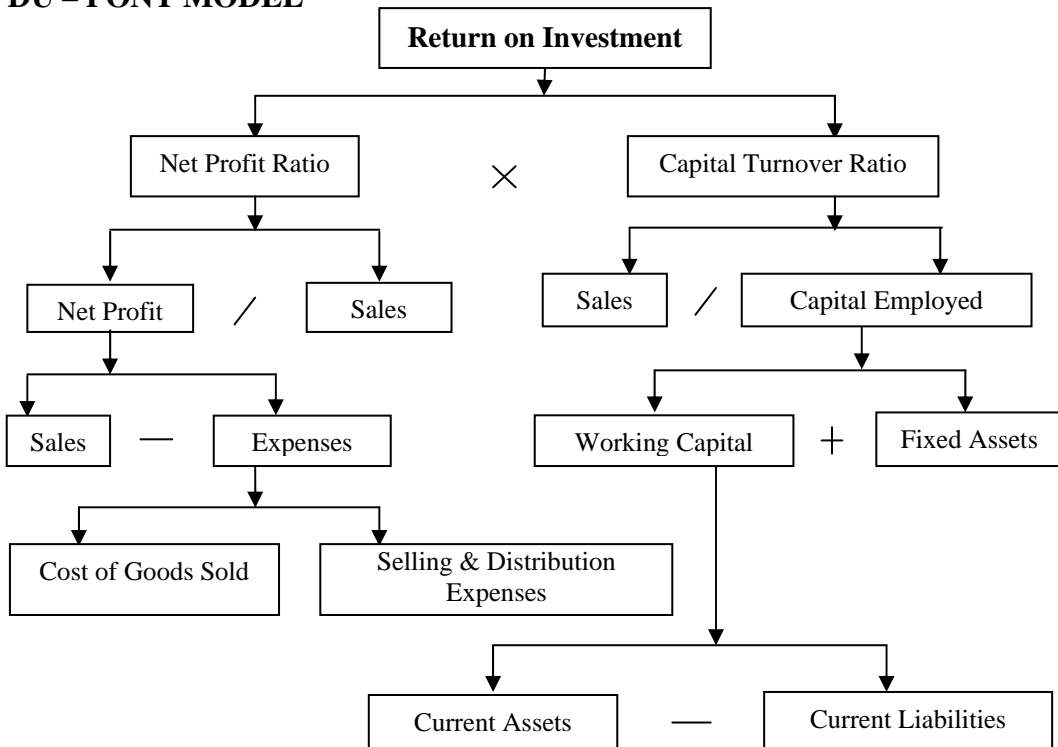 DU – PONT MODEL
Return on Investment
Net Profit Ratio × Capital Turnover Ratio
Net Profit / Sales Sales / Capital Employed
Sales — Expenses Working Capital + Fixed Assets
Cost of Goods Sold Selling & Distribution
Expenses
Current Assets — Current Liabilities